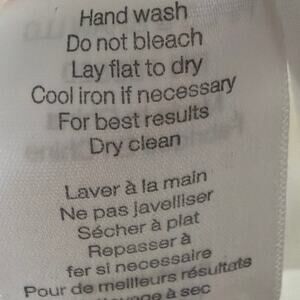 Hand wash
Do not bleach
Lay flat to dry
Cool iron if necessary
For best results
Dry clean
Laver à la main
Ne pas javelliser
Sécher à plat
Repasser à
fer si necessaire
Pour de meilleurs résultats
à sec